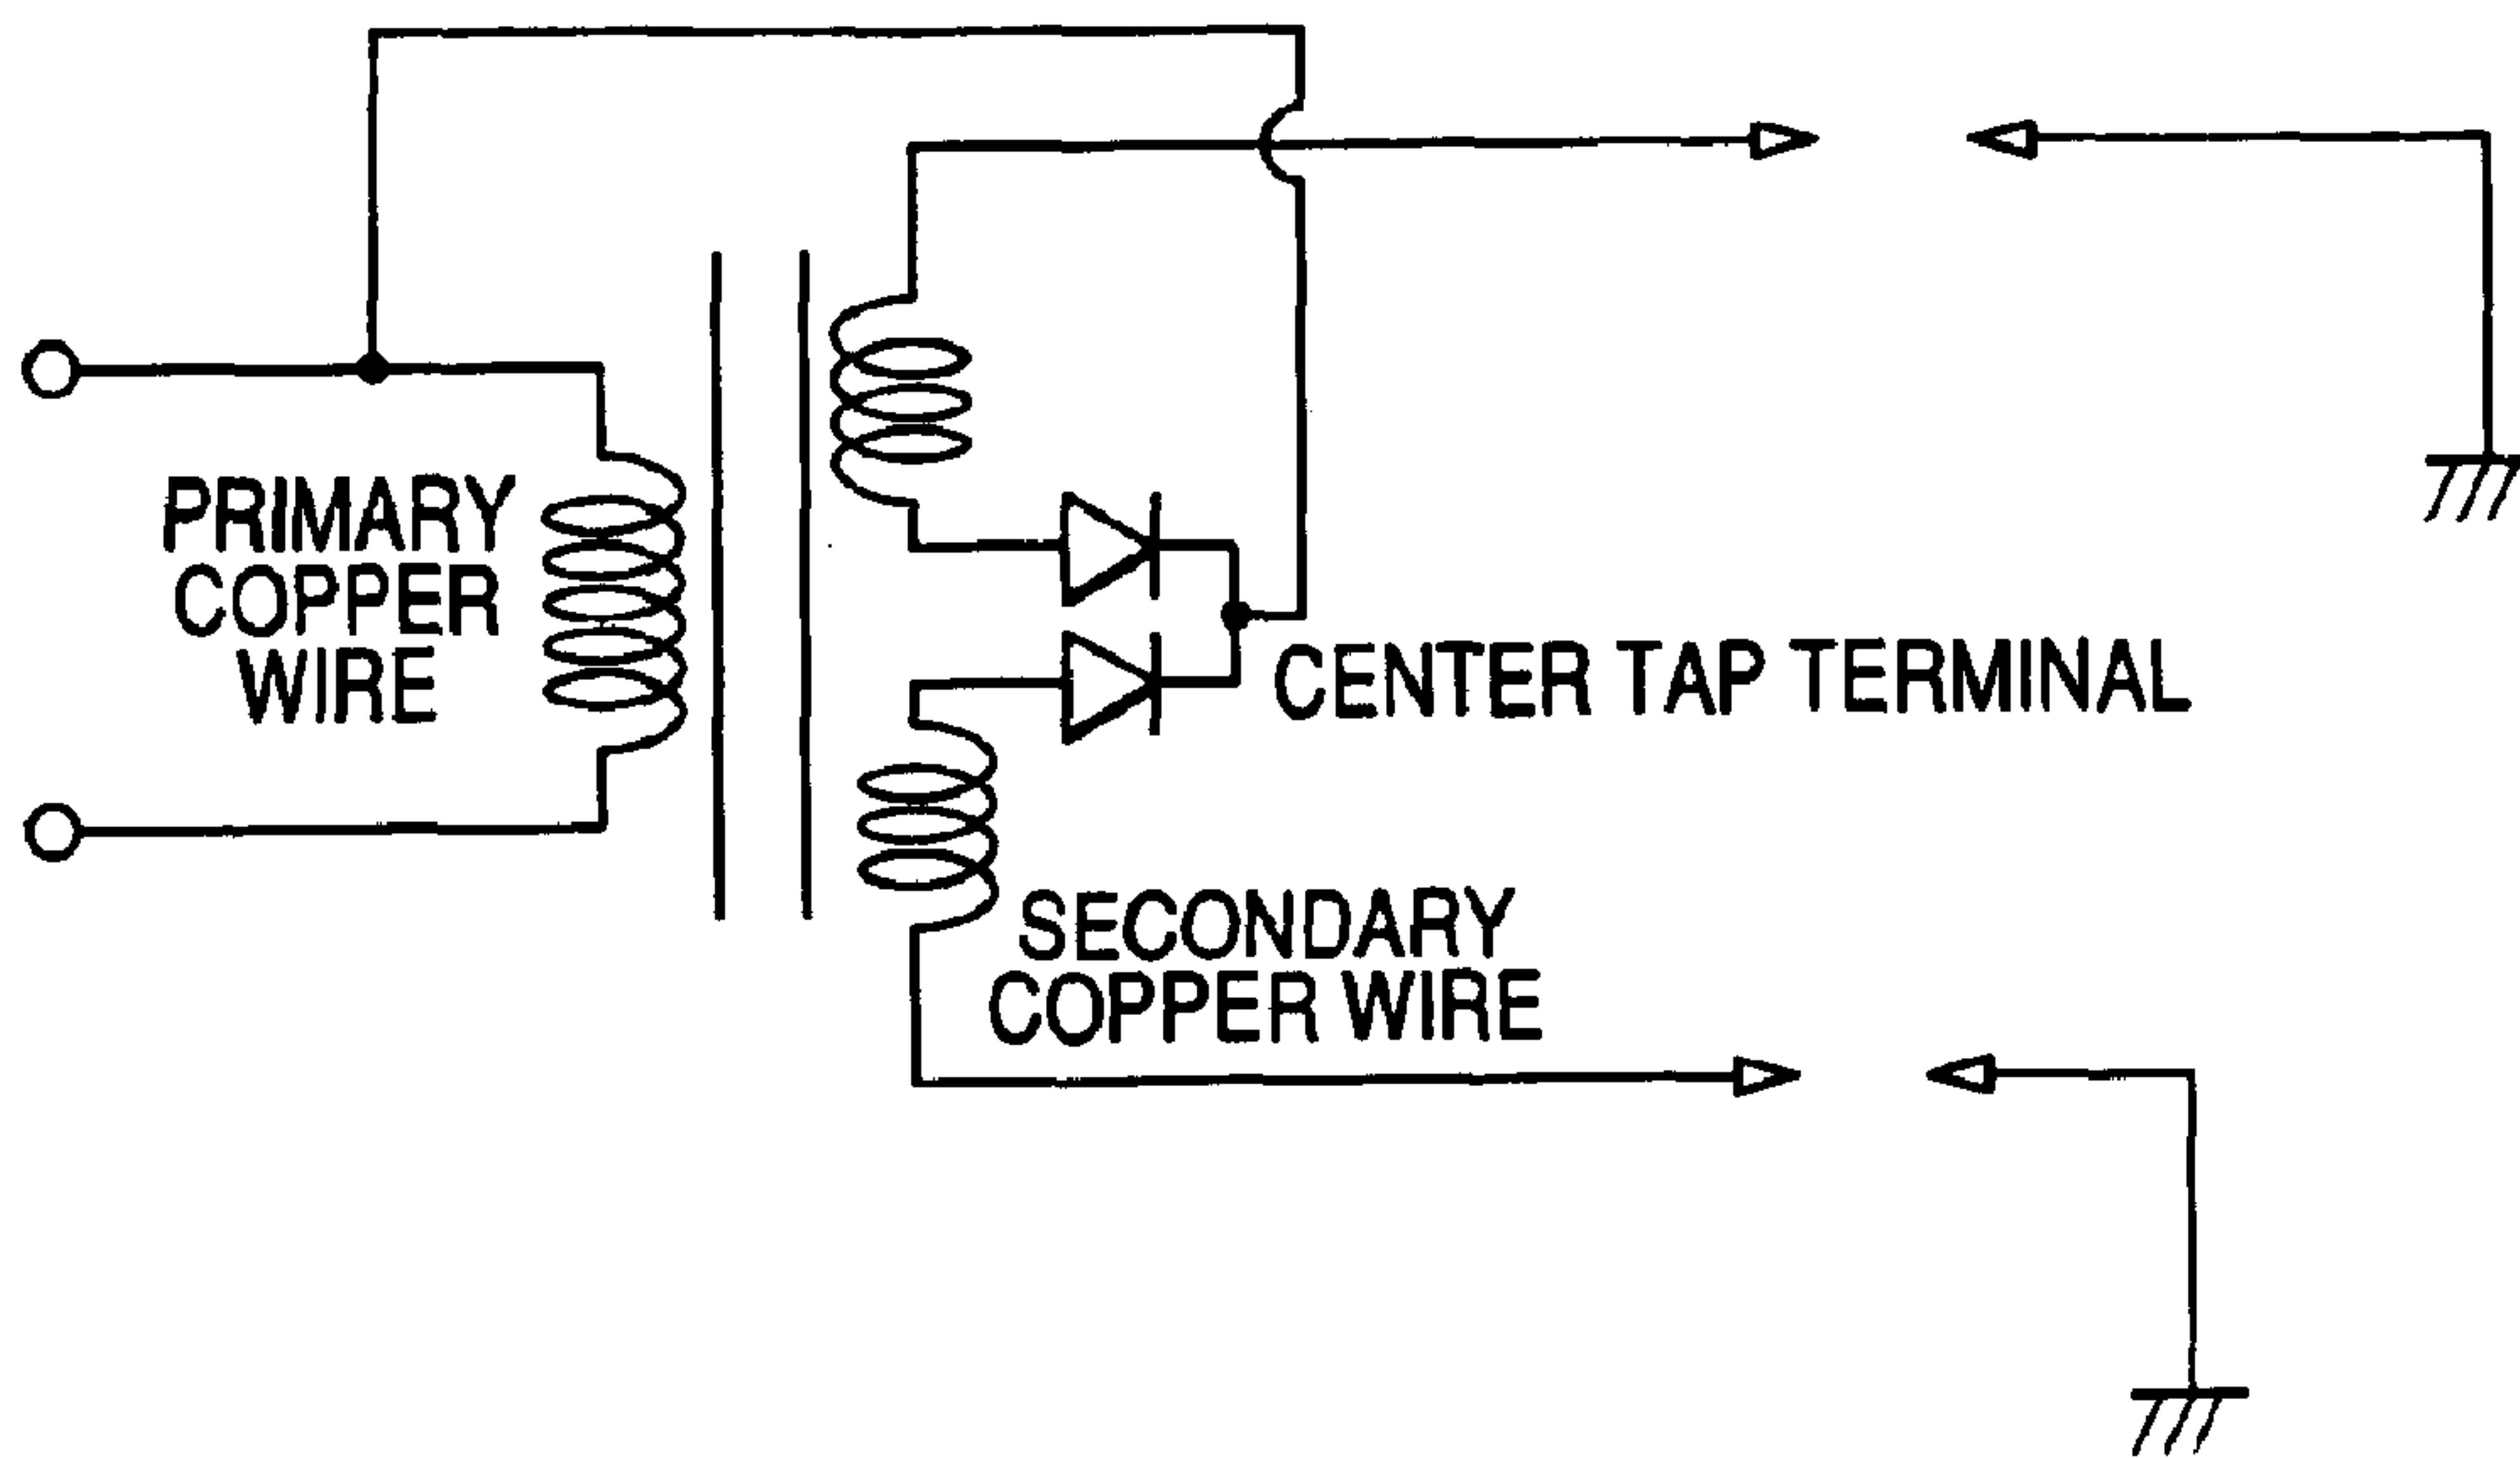 PRIMARY
COPPER
WIRE
CENTER TAP TERMINAL
SECONDARY
COPPER WIRE